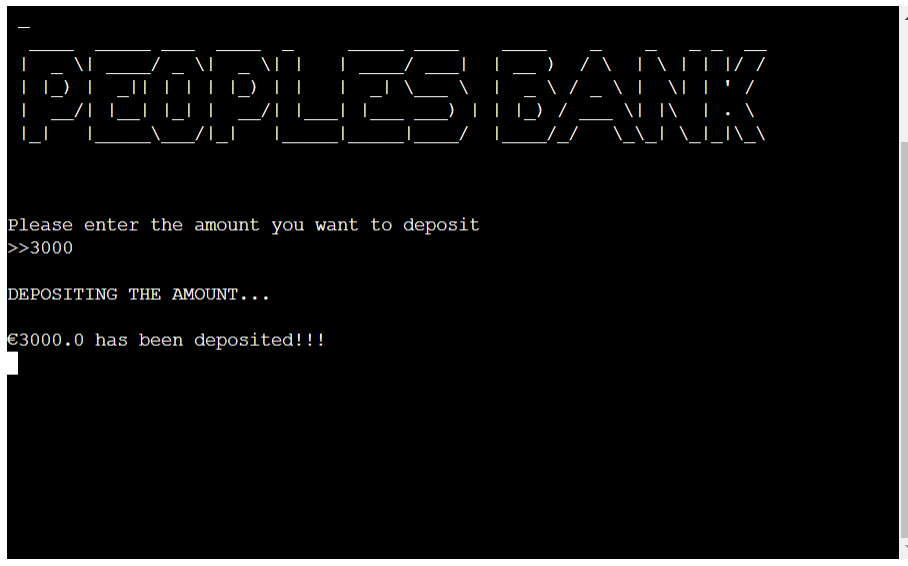 PEOPLES BANK
Please enter the amount you want to deposit
>>3000
DEPOSITING THE AMOUNT...
€3000.0 has been deposited!!!